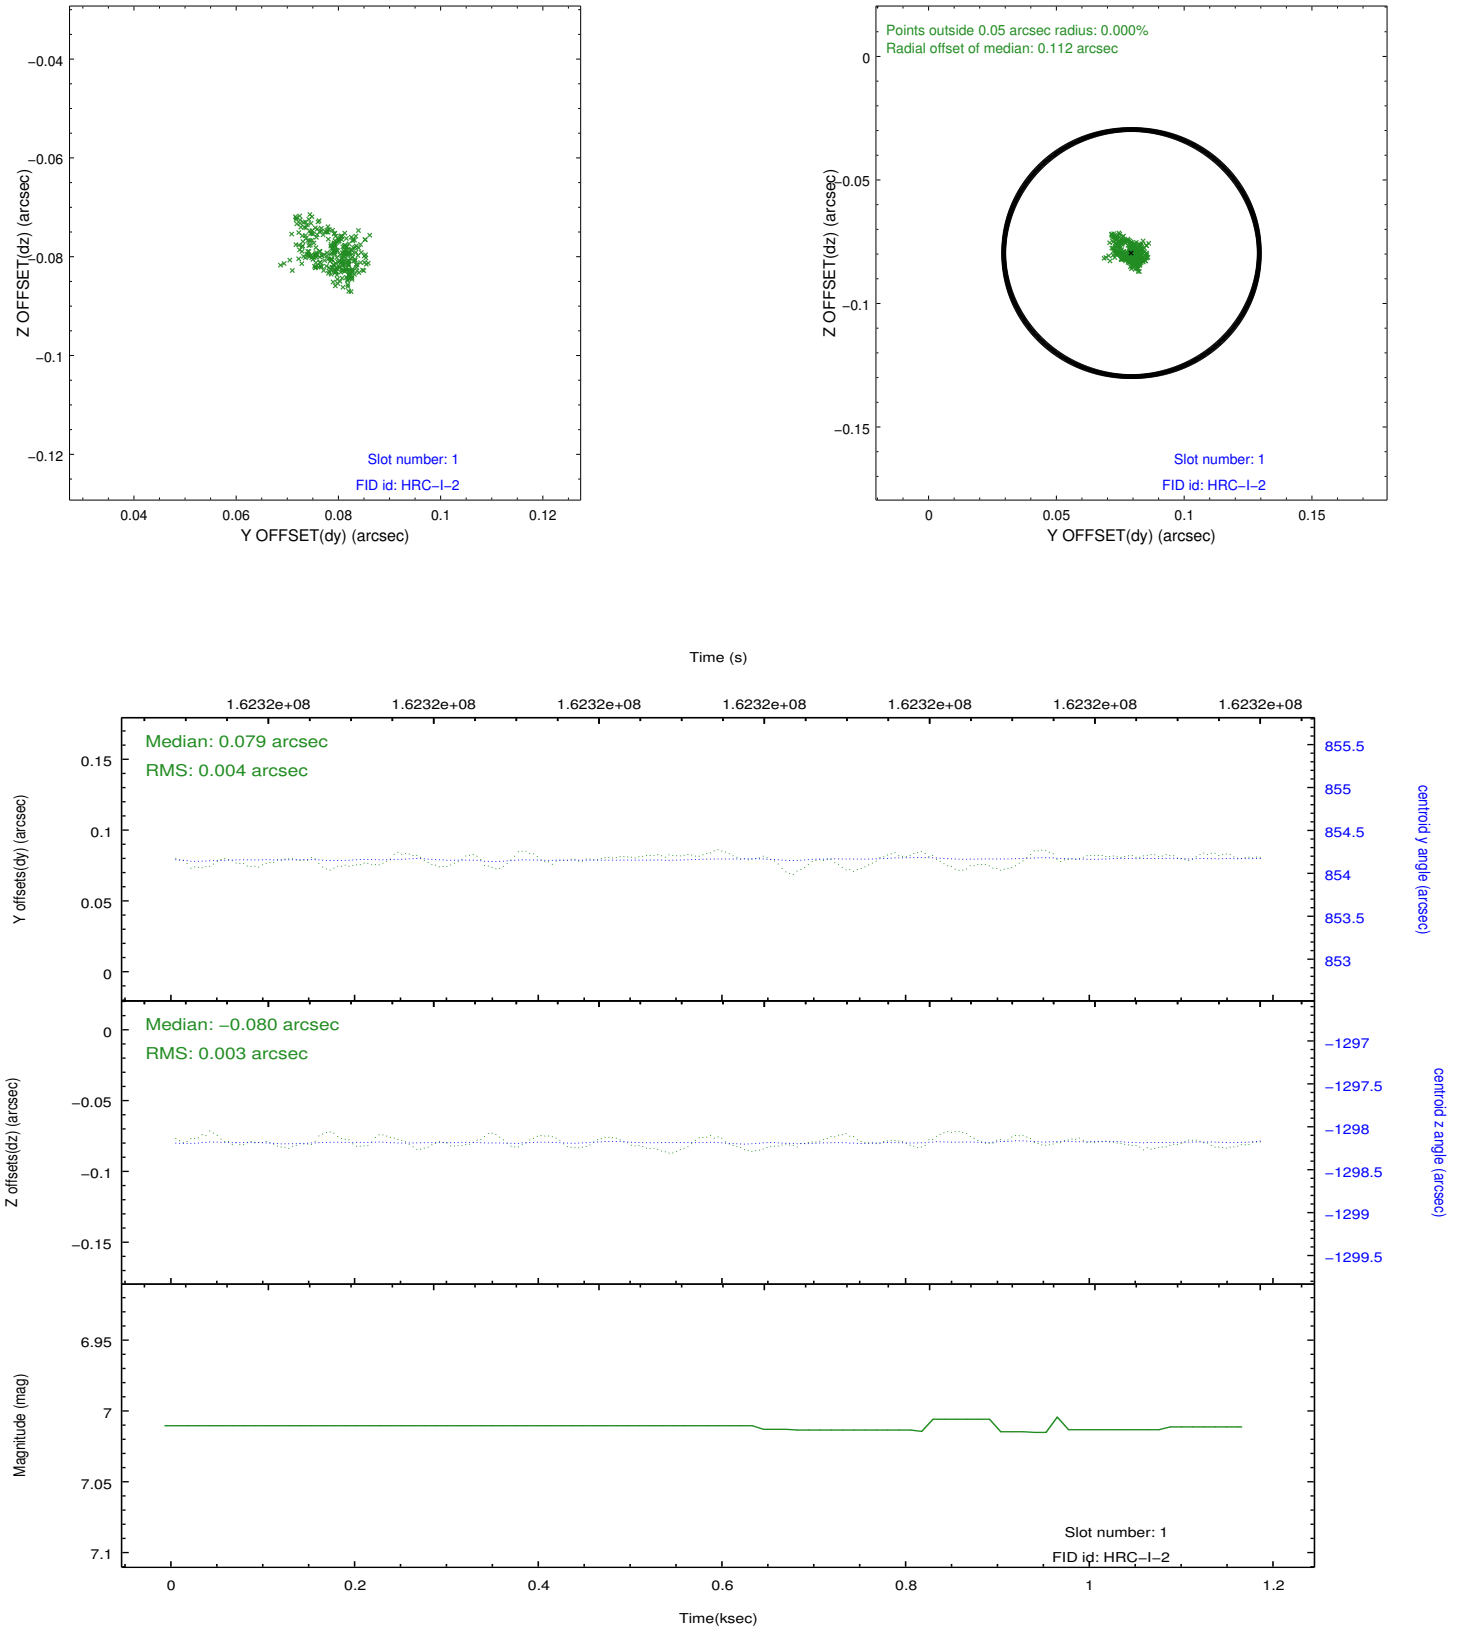 −0.04
−0.06
−0.08
−0.1
−0.12
Z OFFSET(dz) (arcsec)
Slot number: 1
FID id: HRC−I−2
0.04 0.06 0.08 0.1 0.12
Y OFFSET(dy) (arcsec)
Points outside 0.05 arcsec radius: 0.000%
Radial offset of median: 0.112 arcsec
0
−0.05
−0.1
−0.15
Z OFFSET(dz) (arcsec)
Slot number: 1
FID id: HRC−I−2
0 0.05 0.1 0.15
Y OFFSET(dy) (arcsec)
Time (s)
1.6232e+08 1.6232e+08 1.6232e+08 1.6232e+08 1.6232e+08 1.6232e+08 1.6232e+08
Median: 0.079 arcsec
RMS: 0.004 arcsec
0.15
0.1
0.05
0
Y offsets(dy) (arcsec)
855.5
855
854.5
854
853.5
853
centroid y angle (arcsec)
Median: −0.080 arcsec
RMS: 0.003 arcsec
0
−0.05
−0.1
−0.15
Z offsets(dz) (arcsec)
−1297
−1297.5
−1298
−1298.5
−1299
−1299.5
centroid z angle (arcsec)
6.95
7
7.05
7.1
Magnitude (mag)
Slot number: 1
FID id: HRC−I−2
0 0.2 0.4 0.6 0.8 1 1.2
Time(ksec)